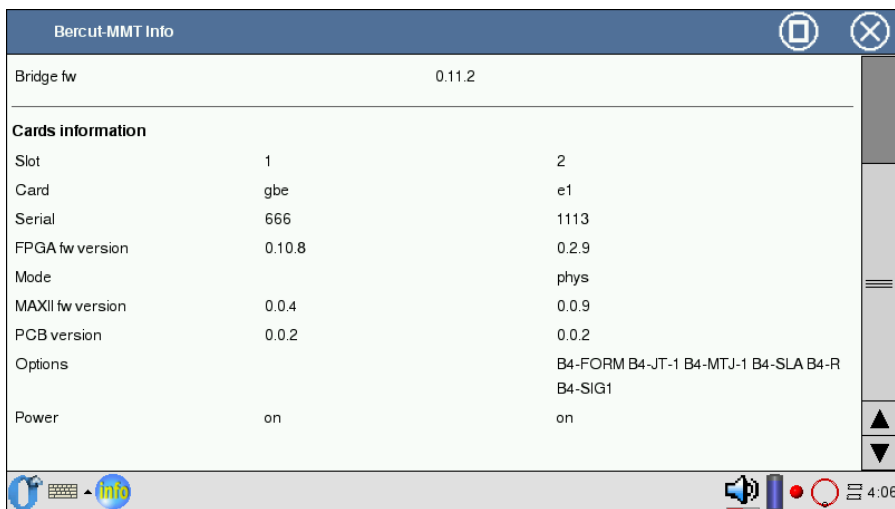 Bercut-MMT Info
Bridge fw 0.11.2
Cards information
Slot 1 2
Card gbe e1
Serial 666 1113
FPGA fw version 0.10.8 0.2.9
Mode phys
MAXII fw version 0.0.4 0.0.9
PCB version 0.0.2 0.0.2
Options B4-FORM B4-JT-1 B4-MTJ-1 B4-SLA B4-R
B4-SIG1
Power on on
info 4:06